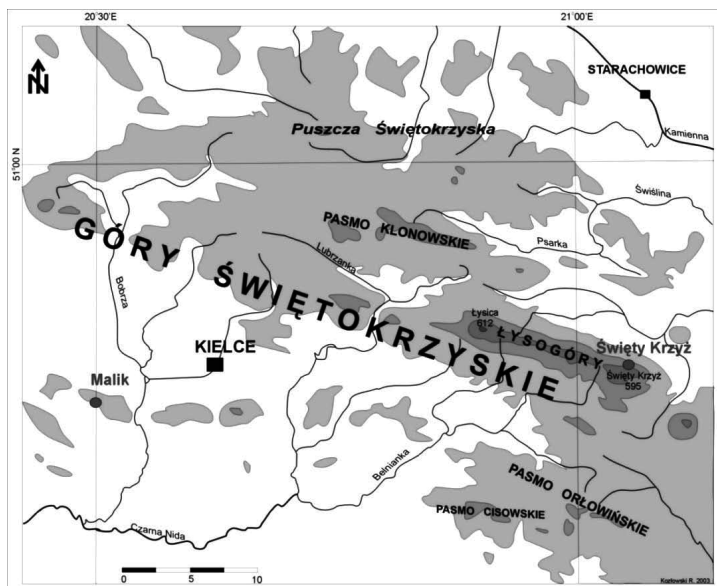 20°30'E
21°00'E
N
STARACHOWICE
Puszcza Świętokrzyska
Kamienna
51°00 N
Świślina
PASMO KLONOWSKIE
Psarka
GÓRY ŚWIĘTOKRZYSKIE
Lubrzanka
Bobrza
Łysica
612
ŁYSOGÓRY
KIELCE
Święty Krzyż
Święty Krzyż
595
Malik
Belnianka
PASMO ORŁOWIŃSKIE
PASMO CISOWSKIE
Czarna Nida
0 5 10
Kozłowski R. 2003